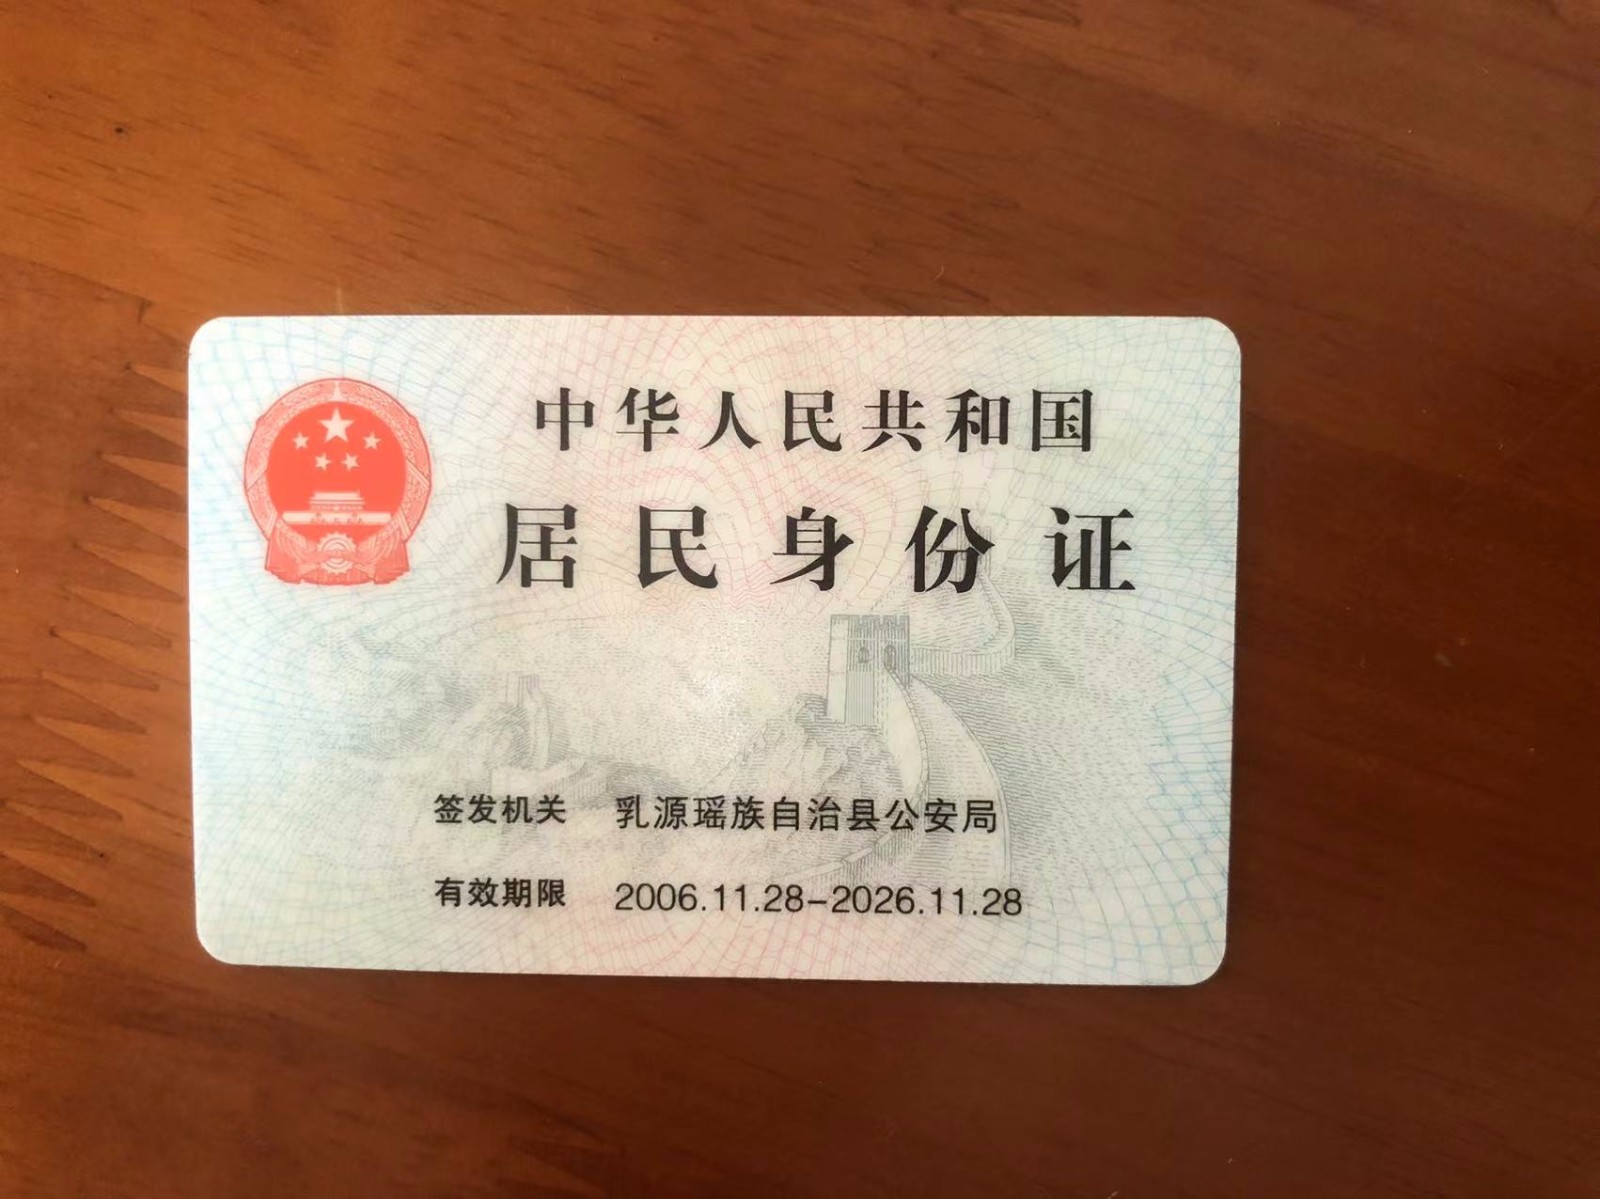 中华人民共和国
居民身份证
签发机关 乳源瑶族自治县公安局
有效期限 2006.11.28-2026.11.28